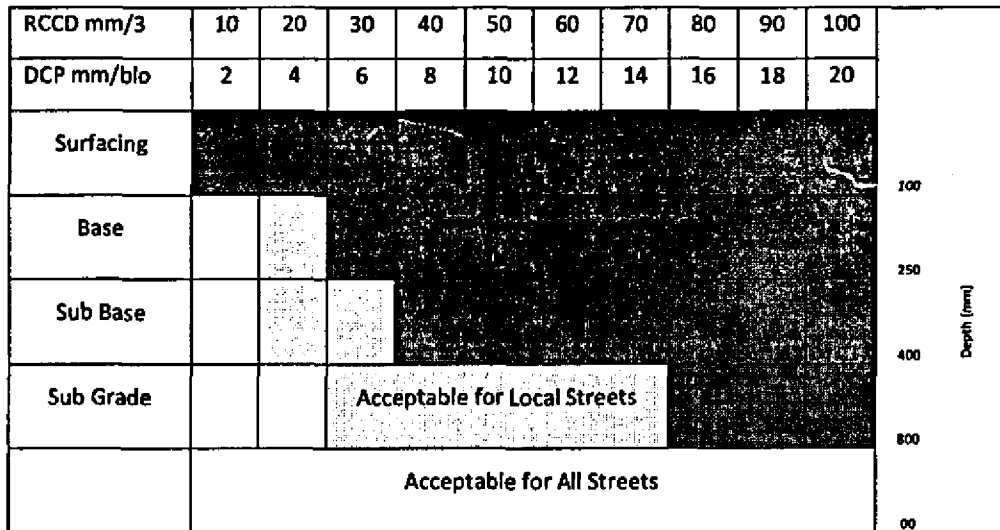 RCCD mm/3 10 20 30 40 50 60 70 80 90 100
DCP mm/blo 2 4 6 8 10 12 14 16 18 20
Surfacing
100
Base
250
Sub Base
400
Depth (mm)
Sub Grade Acceptable for Local Streets
800
Acceptable for All Streets
00